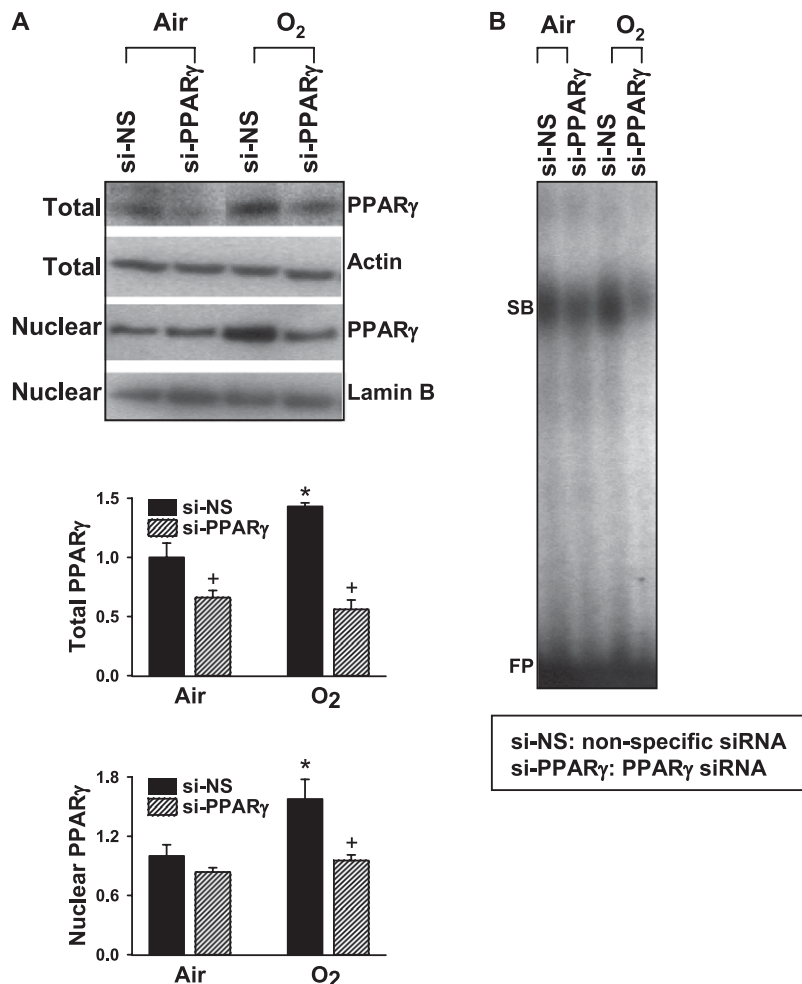 A
Air
O2
si-NS
si-PPARγ
si-NS
si-PPARγ
Total
PPARγ
Total
Actin
Nuclear
PPARγ
Nuclear
Lamin B
si-NS
si-PPARγ
Total PPARγ
1.5
1.0
0.5
0.0
*
+
+
Air
O2
si-NS
si-PPARγ
Nuclear PPARγ
1.8
1.2
0.6
0.0
*
+
Air
O2
B
Air
O2
si-NS
si-PPARγ
si-NS
si-PPARγ
SB
FP
si-NS: non-specific siRNA
si-PPARγ: PPARγ siRNA